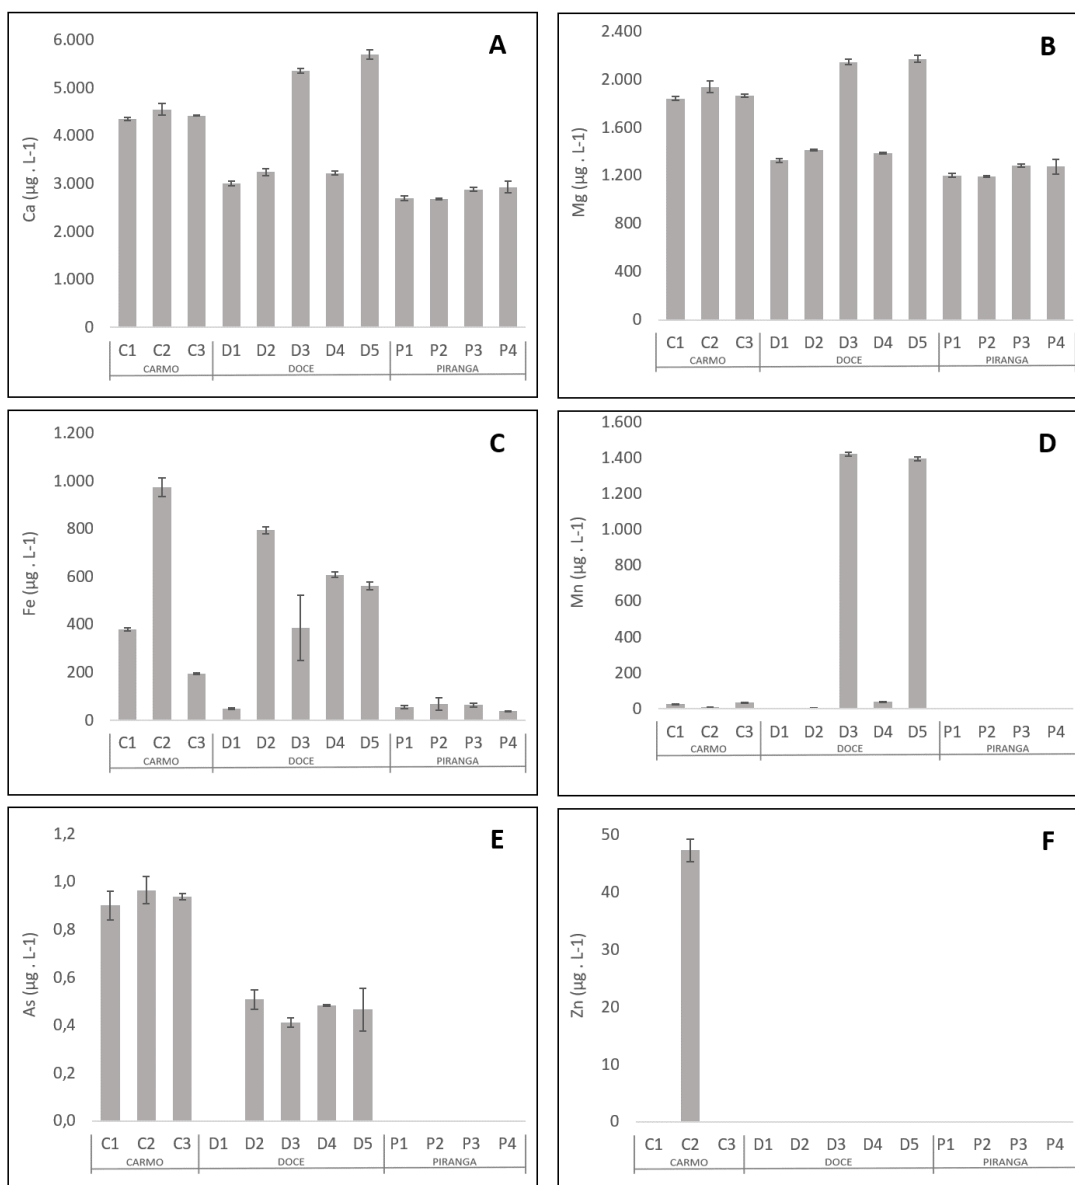 A
Ca (µg . L-1)
6.000
5.000
4.000
3.000
2.000
1.000
0
C1 C2 C3 D1 D2 D3 D4 D5 P1 P2 P3 P4
CARMO DOCE PIRANGA
B
Mg (µg . L-1)
2.400
2.000
1.600
1.200
800
400
0
C1 C2 C3 D1 D2 D3 D4 D5 P1 P2 P3 P4
CARMO DOCE PIRANGA
C
Fe (µg . L-1)
1.200
1.000
800
600
400
200
0
C1 C2 C3 D1 D2 D3 D4 D5 P1 P2 P3 P4
CARMO DOCE PIRANGA
D
Mn (µg . L-1)
1.600
1.400
1.200
1.000
800
600
400
200
0
C1 C2 C3 D1 D2 D3 D4 D5 P1 P2 P3 P4
CARMO DOCE PIRANGA
E
As (µg . L-1)
1,2
1,0
0,8
0,6
0,4
0,2
0,0
C1 C2 C3 D1 D2 D3 D4 D5 P1 P2 P3 P4
CARMO DOCE PIRANGA
F
Zn (µg . L-1)
50
40
30
20
10
0
C1 C2 C3 D1 D2 D3 D4 D5 P1 P2 P3 P4
CARMO DOCE PIRANGA